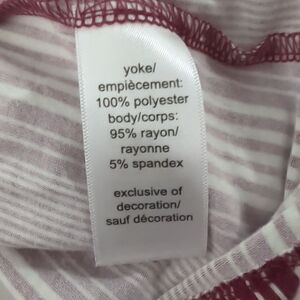 yoke/
empiècement:
100% polyester
body/corps:
95% rayon/
rayonne
5% spandex
exclusive of
decoration/
sauf décoration